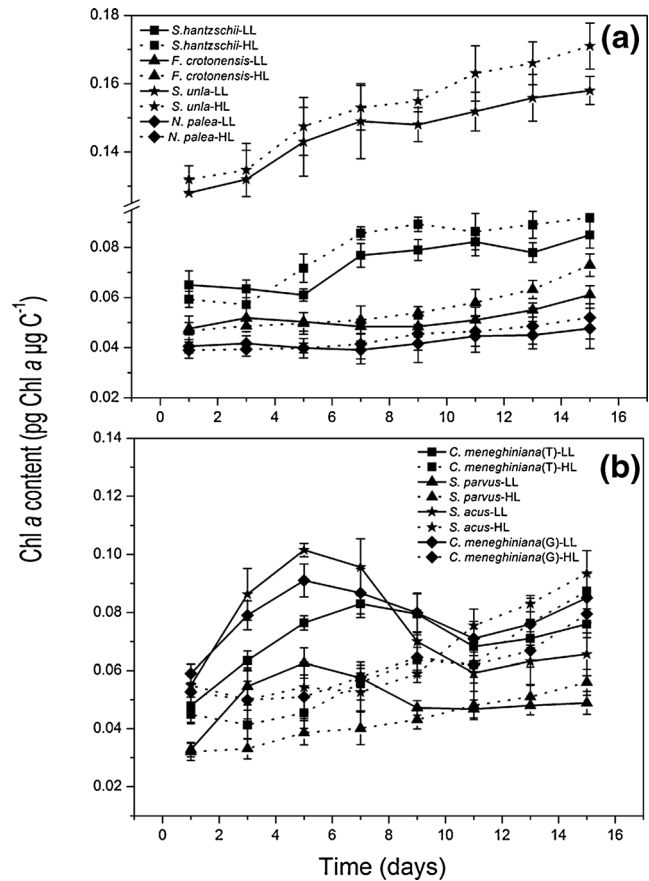 (a)
S.hantzschii-LL
S.hantzschii-HL
F. crotonensis-LL
F. crotonensis-HL
S. unla-LL
S. unla-HL
N. palea-LL
N. palea-HL
0.16
0.14
0.08
0.06
0.04
0.02
0 2 4 6 8 10 12 14 16
Chl a content (pg Chl a µg C-1)
(b)
C. meneghiniana(T)-LL
C. meneghiniana(T)-HL
S. parvus-LL
S. parvus-HL
S. acus-LL
S. acus-HL
C. meneghiniana(G)-LL
C. meneghiniana(G)-HL
0.14
0.12
0.10
0.08
0.06
0.04
0.02
0 2 4 6 8 10 12 14 16
Time (days)